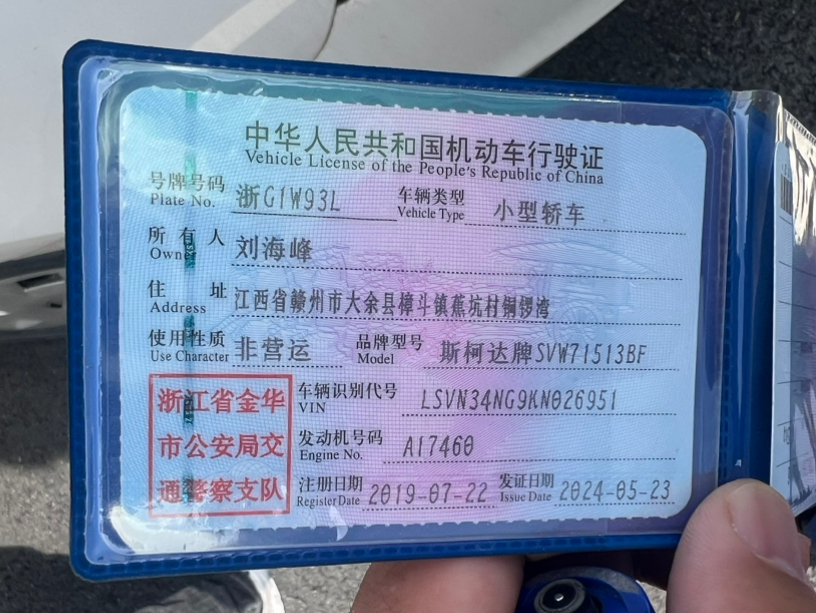 中华人民共和国机动车行驶证
Vehicle License of the People's Republic of China
号牌号码 浙G1W93L 车辆类型 小型轿车
Plate No. Vehicle Type
所有人 刘海峰
Owner
住址 江西省赣州市大余县樟斗镇蕉坑村铜锣湾
Address
使用性质 非营运 品牌型号 斯柯达牌SVW71513BF
Use Character Model
浙江省金华
市公安局交
通警察支队
车辆识别代号 LSVN34NG9KN026951
VIN
发动机号码 A17460
Engine No.
注册日期 2019-07-22 发证日期 2024-05-23
Register Date Issue Date